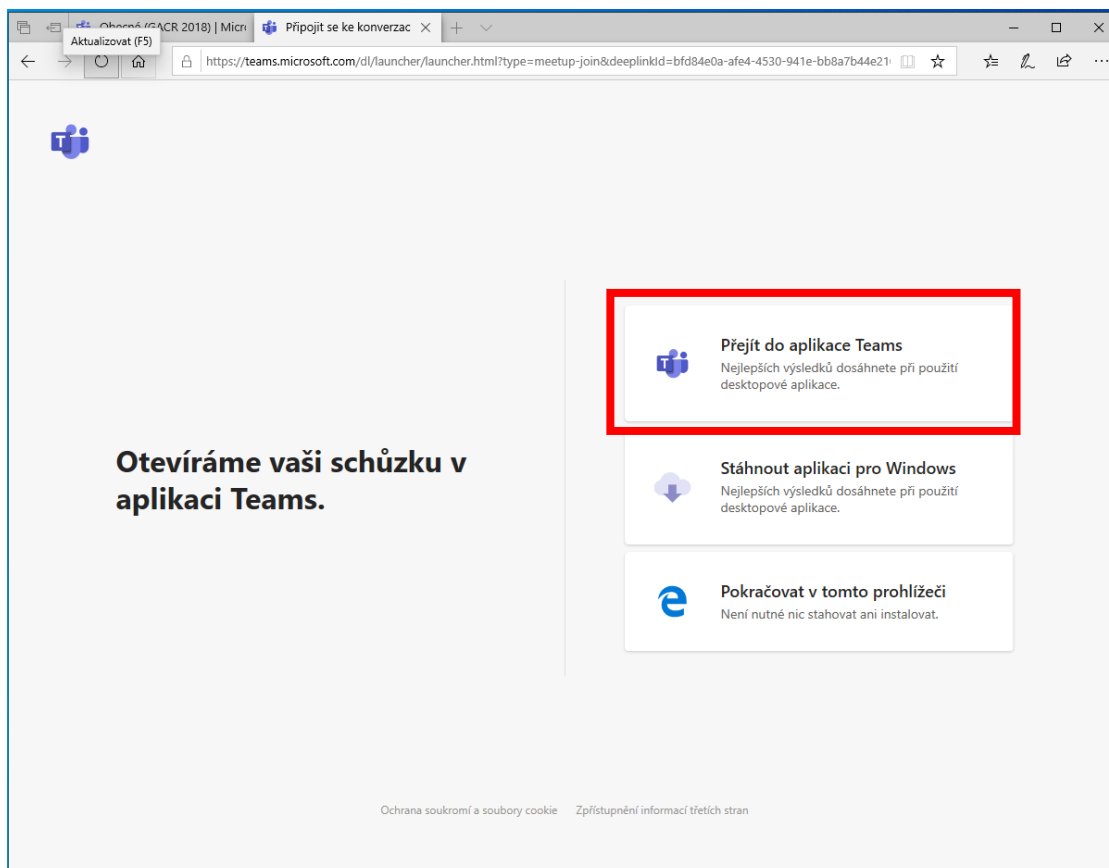 Obecné (GACR 2018) | Micr
Připojit se ke konverzac
Aktualizovat (F5)
https://teams.microsoft.com/dl/launcher/launcher.html?type=meetup-join&deeplinkId=bfd84e0a-afe4-4530-941e-bb8a7b44e21
Přejít do aplikace Teams
Nejlepších výsledků dosáhnete při použití
desktopové aplikace.
Otevíráme vaši schůzku v
aplikaci Teams.
Stáhnout aplikaci pro Windows
Nejlepších výsledků dosáhnete při použití
desktopové aplikace.
Pokračovat v tomto prohlížeči
Není nutné nic stahovat ani instalovat.
Ochrana soukromí a soubory cookie
Zpřístupnění informací třetích stran